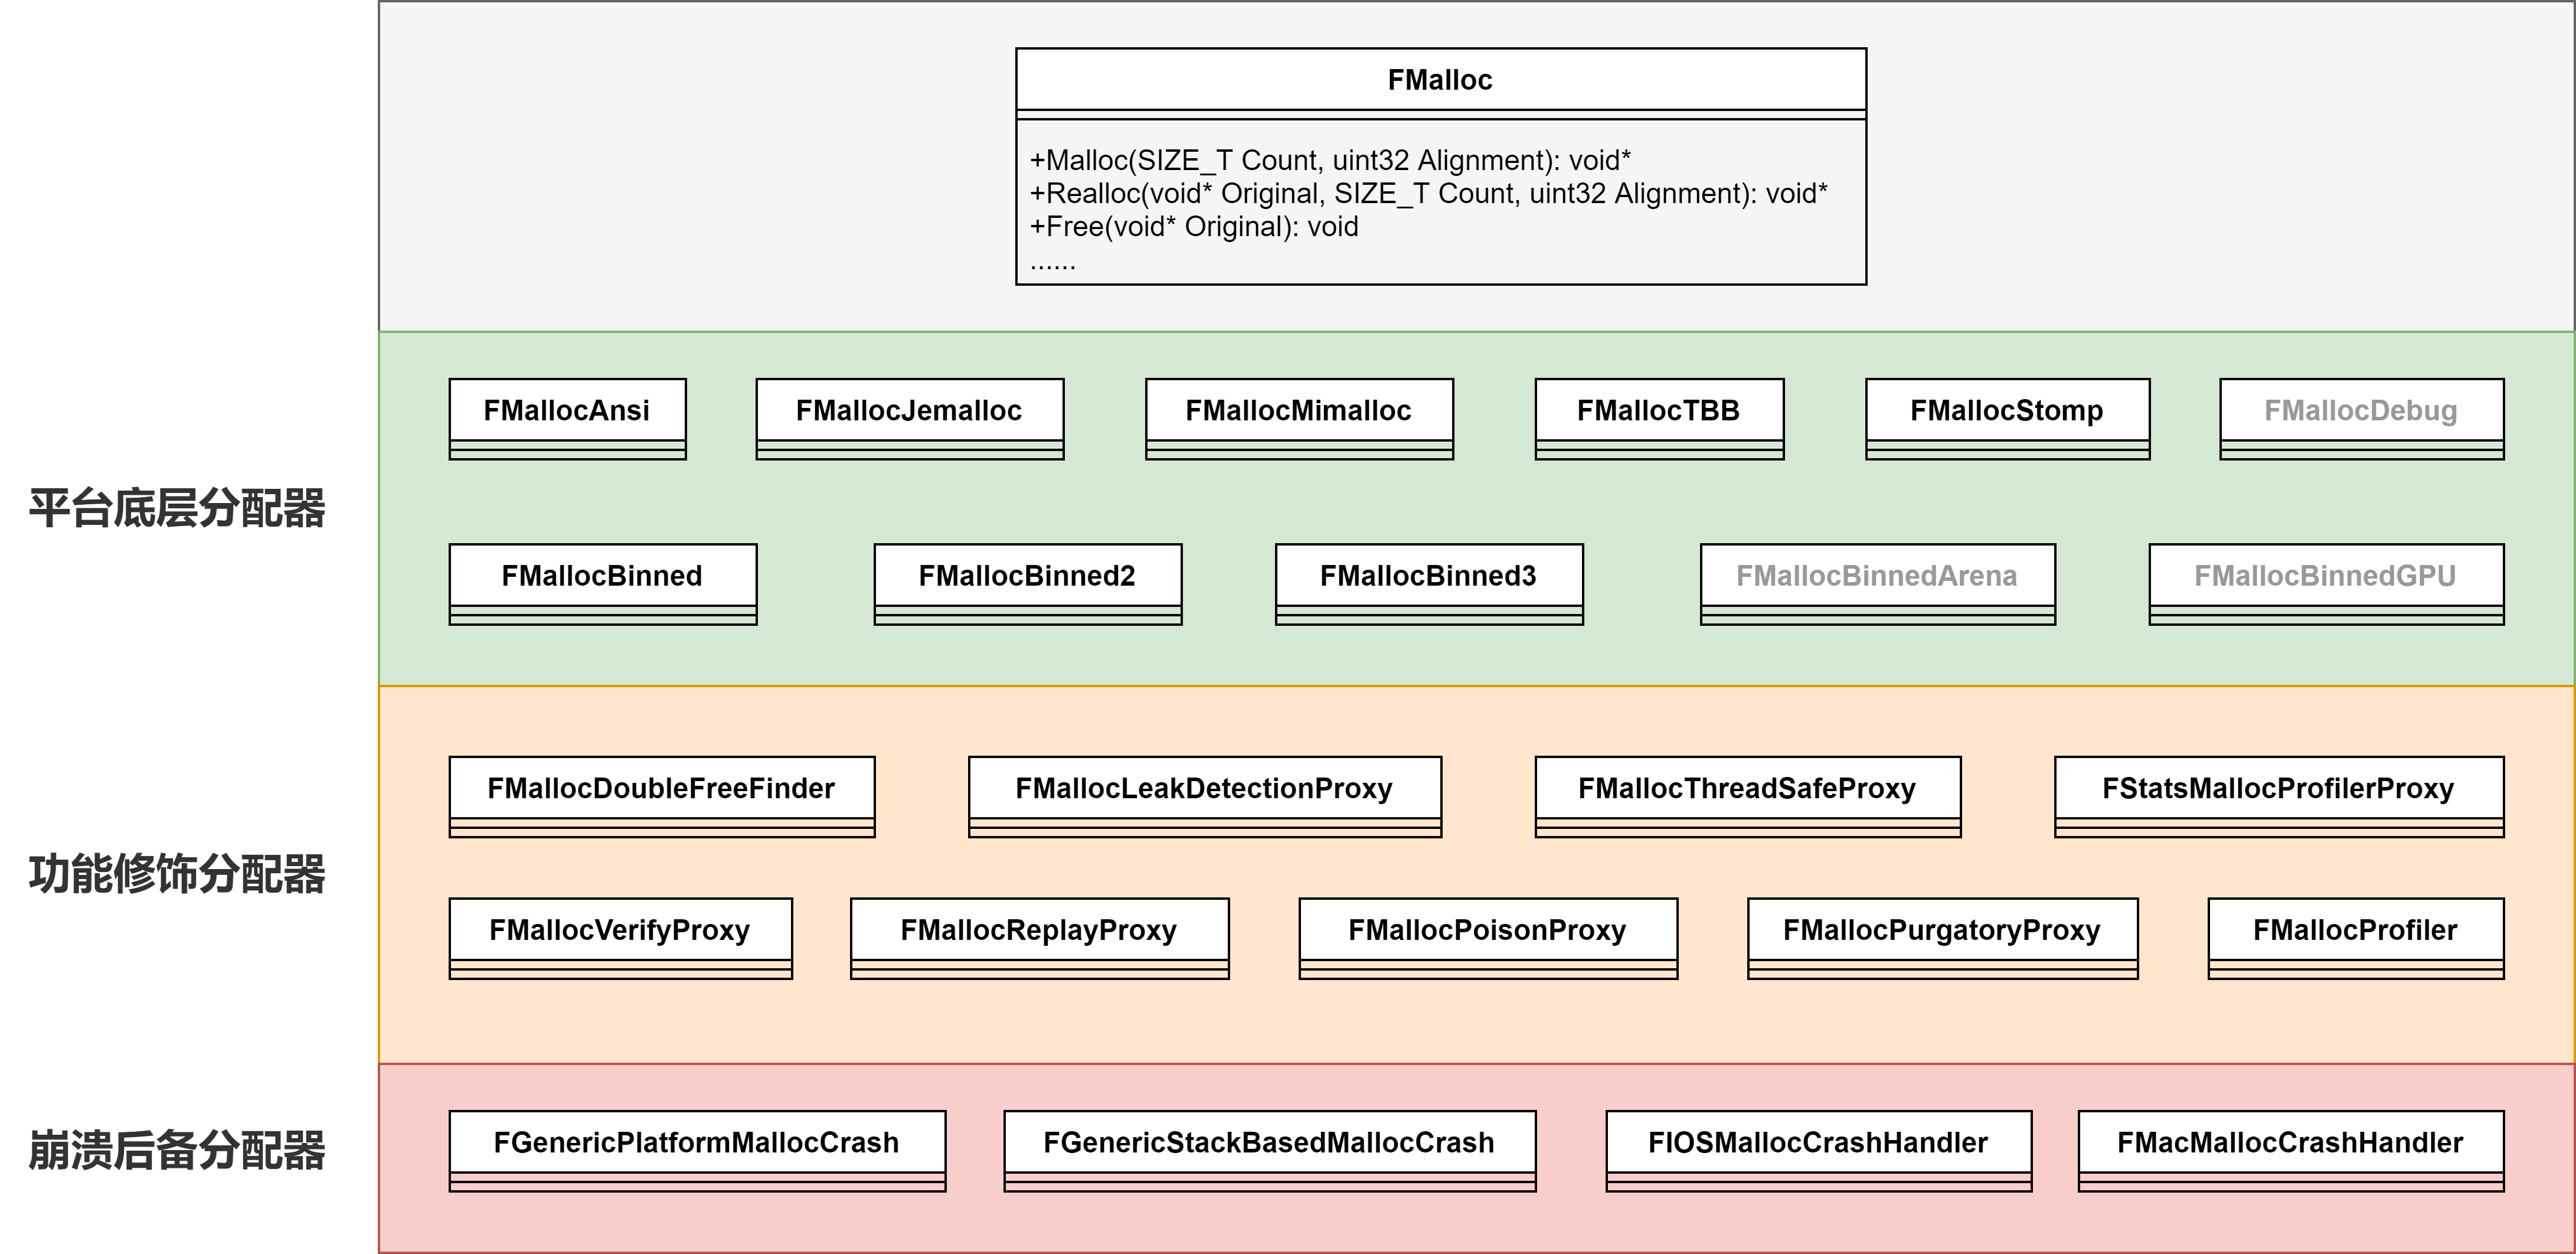 FMalloc
+Malloc(SIZE_T Count, uint32 Alignment): void*
+Realloc(void* Original, SIZE_T Count, uint32 Alignment): void*
+Free(void* Original): void
......
平台底层分配器
FMallocAnsi
FMallocJemalloc
FMallocMimalloc
FMallocTBB
FMallocStomp
FMallocDebug
FMallocBinned
FMallocBinned2
FMallocBinned3
FMallocBinnedArena
FMallocBinnedGPU
功能修饰分配器
FMallocDoubleFreeFinder
FMallocLeakDetectionProxy
FMallocThreadSafeProxy
FStatsMallocProfilerProxy
FMallocVerifyProxy
FMallocReplayProxy
FMallocPoisonProxy
FMallocPurgatoryProxy
FMallocProfiler
崩溃后备分配器
FGenericPlatformMallocCrash
FGenericStackBasedMallocCrash
FIOSMallocCrashHandler
FMacMallocCrashHandler